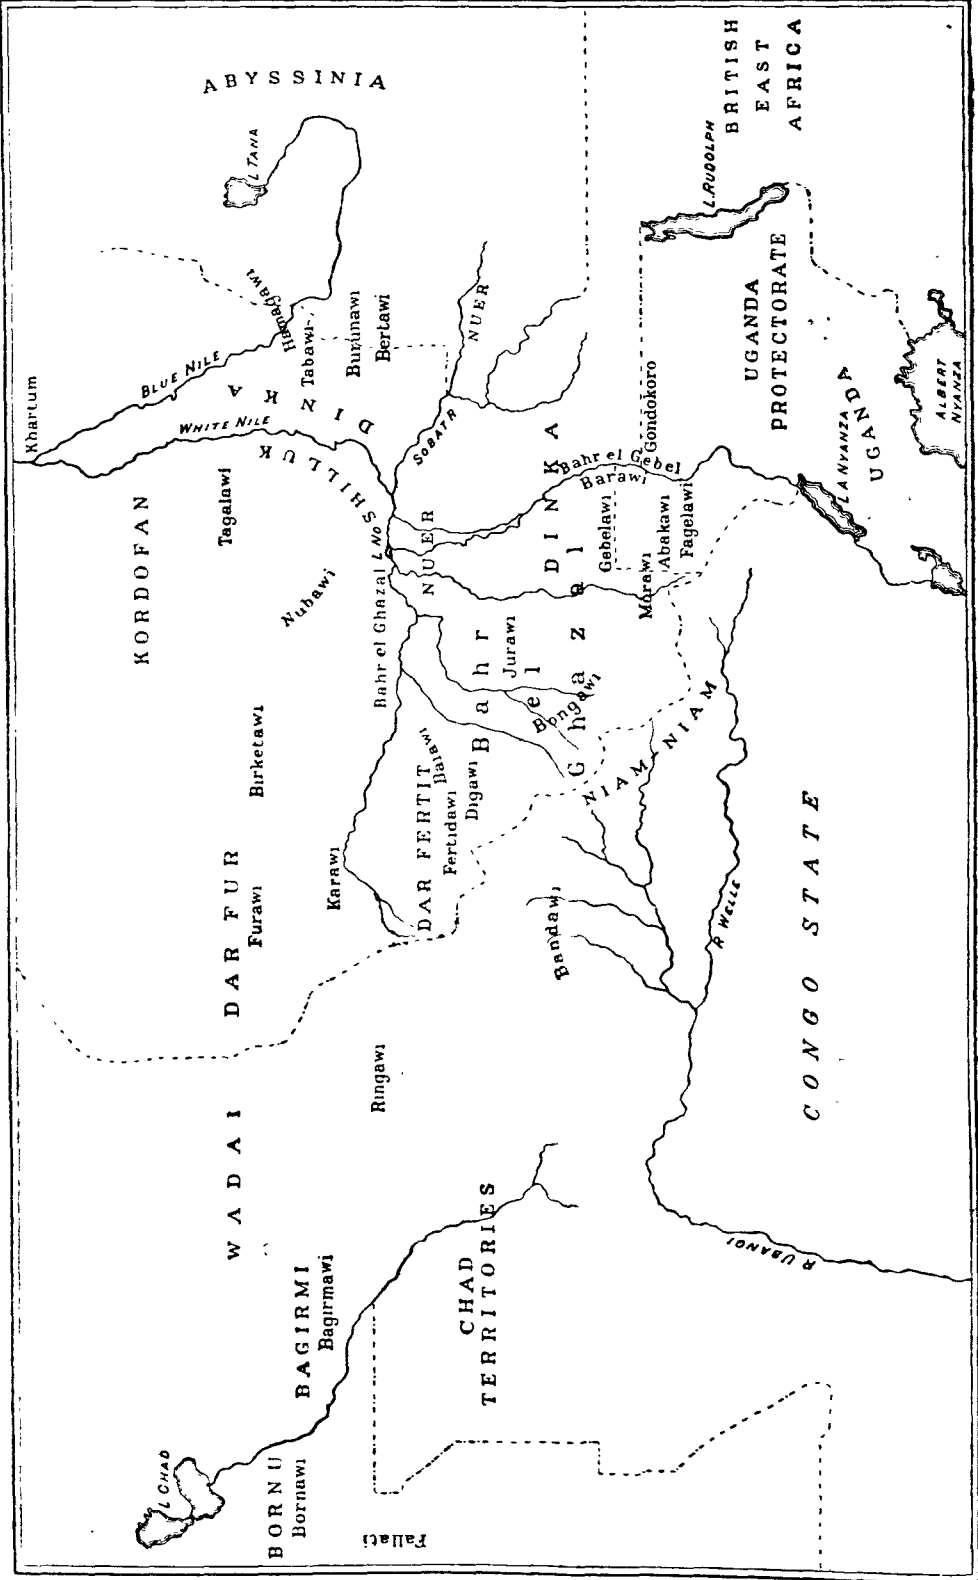 ABYSSINIA
L TANA
BRITISH
EAST
AFRICA
L. RUDOLPH
Khartum
BLUE NILE
WHITE NILE
Hamagawi
Tabawi
Burunawi
Bertawi
NUER
DINKA
SHILLUK
SOBAT R
KORDOFAN
Tagalawi
Nubawi
L NO
Bahr el Ghazal
NUER
DINKA
Bahr el Gebel
Barawi
Gondokoro
Gebelawi
Abakawi
Fagelawi
Morawi
UGANDA
PROTECTORATE
L A NYANZA
UGANDA
ALBERT
NYANZA
Bahr
el
Ghazal
Jurawi
Bongawi
Birketawi
DAR FUR
Furawi
Karawi
DAR FERTIT
Balawi
Fertidawi
Digawi
NIAM-NIAM
Bandawi
R WELLE
CONGO STATE
WADAI
Ringawi
BAGIRMI
Bagirmawi
CHAD
TERRITORIES
R UBANGI
L CHAD
BORNU
Bornawi
Fallati